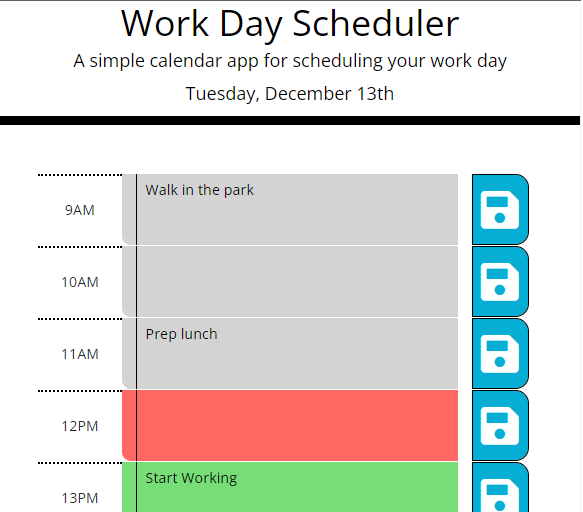 Work Day Scheduler
A simple calendar app for scheduling your work day
Tuesday, December 13th
9AM
Walk in the park
10AM
11AM
Prep lunch
12PM
13PM
Start Working